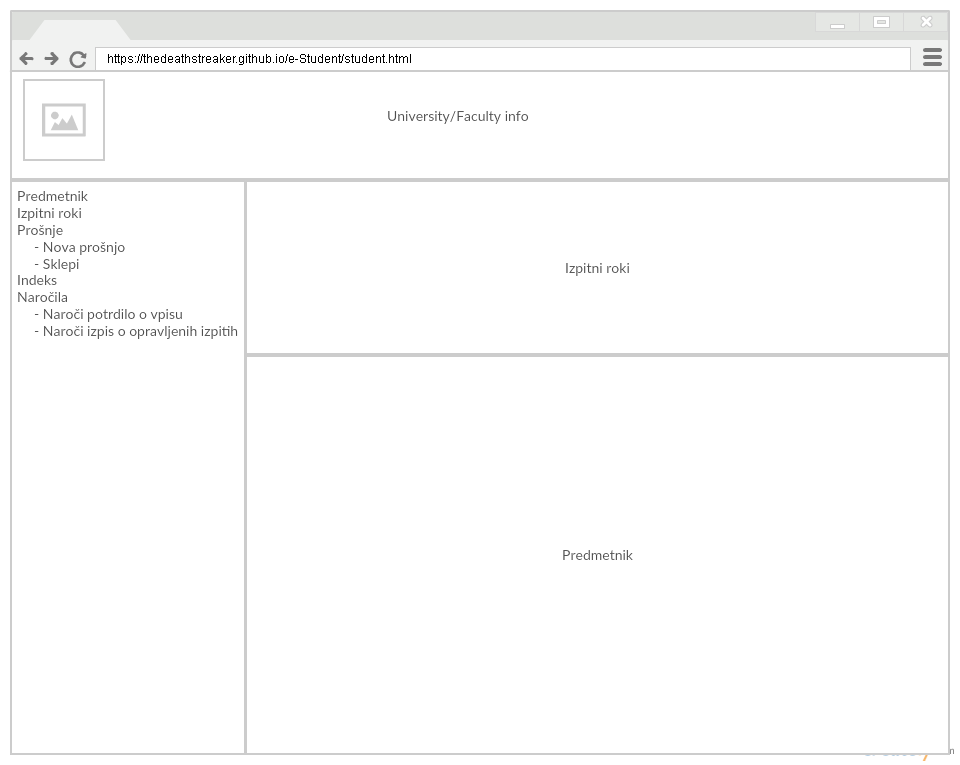 https://thedeathstreaker.github.io/e-Student/student.html
University/Faculty info
Predmetnik
Izpitni roki
Prošnje
- Nova prošnjo
- Sklepi
Indeks
Naročila
- Naroči potrdilo o vpisu
- Naroči izpis o opravljenih izpitih
Izpitni roki
Predmetnik